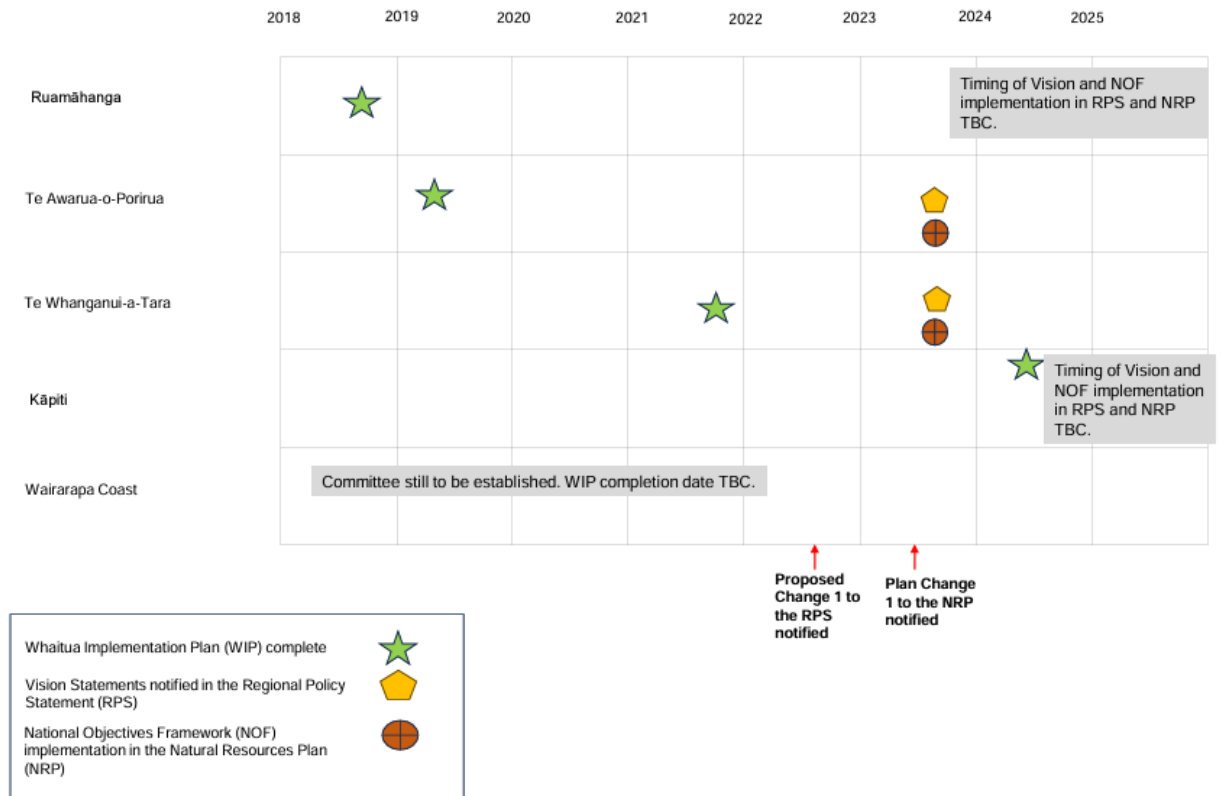 2018 2019 2020 2021 2022 2023 2024 2025
Ruamāhanga
Timing of Vision and NOF
implementation in RPS and NRP
TBC.
Te Awarua-o-Porirua
Te Whanganui-a-Tara
Kāpiti
Timing of Vision and
NOF implementation
in RPS and NRP
TBC.
Wairarapa Coast
Committee still to be established. WIP completion date TBC.
Proposed
Change 1 to
the RPS
notified
Plan Change
1 to the NRP
notified
Whaitua Implementation Plan (WIP) complete
Vision Statements notified in the Regional Policy
Statement (RPS)
National Objectives Framework (NOF)
implementation in the Natural Resources Plan
(NRP)